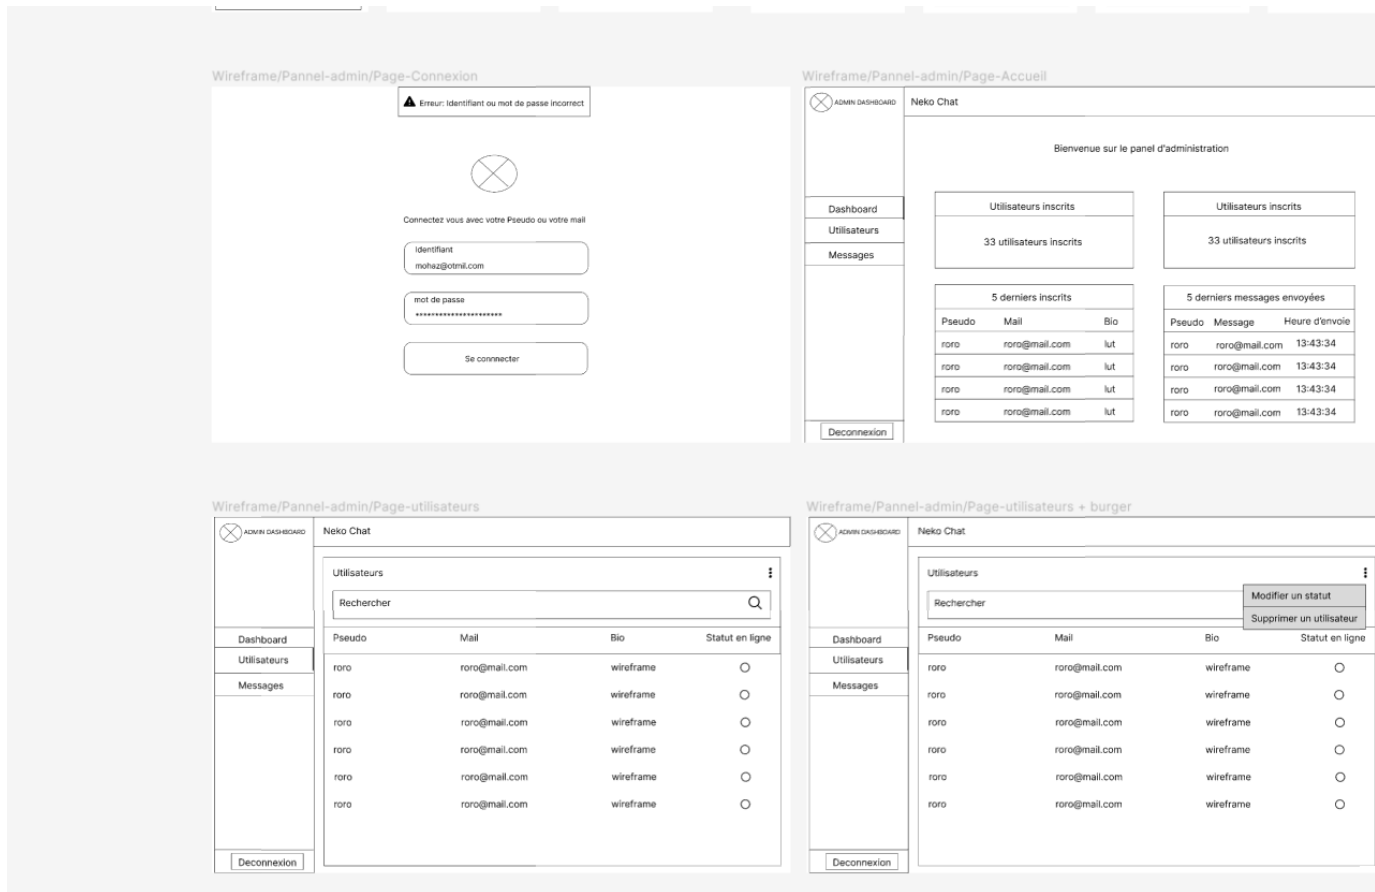 Wireframe/Pannel-admin/Page-Connexion
Erreur: Identifiant ou mot de passe incorrect
Connectez vous avec votre Pseudo ou votre mail
Identifiant
mohaz@otmil.com
mot de passe
**********************
Se connnecter
Wireframe/Pannel-admin/Page-Accueil
ADMIN DASHBOARD
Neko Chat
Bienvenue sur le panel d'administration
Dashboard
Utilisateurs
Messages
Deconnexion
Utilisateurs inscrits
33 utilisateurs inscrits
Utilisateurs inscrits
33 utilisateurs inscrits
5 derniers inscrits
Pseudo Mail Bio
roro roro@mail.com lut
roro roro@mail.com lut
roro roro@mail.com lut
roro roro@mail.com lut
5 derniers messages envoyées
Pseudo Message Heure d'envoie
roro roro@mail.com 13:43:34
roro roro@mail.com 13:43:34
roro roro@mail.com 13:43:34
roro roro@mail.com 13:43:34
Wireframe/Pannel-admin/Page-utilisateurs
ADMIN DASHBOARD
Neko Chat
Dashboard
Utilisateurs
Messages
Deconnexion
Utilisateurs
Rechercher
Pseudo Mail Bio Statut en ligne
roro roro@mail.com wireframe
roro roro@mail.com wireframe
roro roro@mail.com wireframe
roro roro@mail.com wireframe
roro roro@mail.com wireframe
roro roro@mail.com wireframe
Wireframe/Pannel-admin/Page-utilisateurs + burger
ADMIN DASHBOARD
Neko Chat
Dashboard
Utilisateurs
Messages
Deconnexion
Utilisateurs
Rechercher
Modifier un statut
Supprimer un utilisateur
Pseudo Mail Bio Statut en ligne
roro roro@mail.com wireframe
roro roro@mail.com wireframe
roro roro@mail.com wireframe
roro roro@mail.com wireframe
roro roro@mail.com wireframe
roro roro@mail.com wireframe